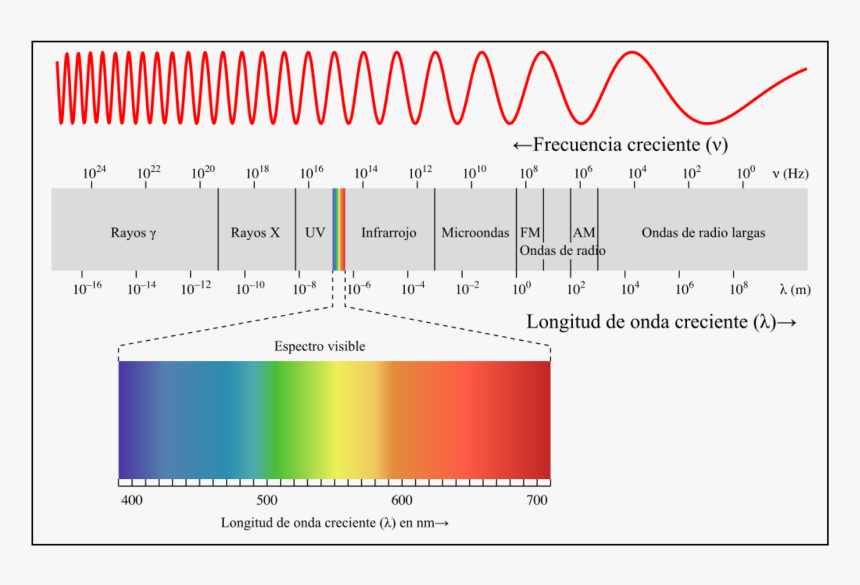 ←Frecuencia creciente (ν)
10²⁴ 10²² 10²⁰ 10¹⁸ 10¹⁶ 10¹⁴ 10¹² 10¹⁰ 10⁸ 10⁶ 10⁴ 10² 10⁰ ν (Hz)
Rayos γ Rayos X UV Infrarrojo Microondas FM AM Ondas de radio largas
Ondas de radio
10⁻¹⁶ 10⁻¹⁴ 10⁻¹² 10⁻¹⁰ 10⁻⁸ 10⁻⁶ 10⁻⁴ 10⁻² 10⁰ 10² 10⁴ 10⁶ 10⁸ λ (m)
Longitud de onda creciente (λ)→
Espectro visible
400 500 600 700
Longitud de onda creciente (λ) en nm→